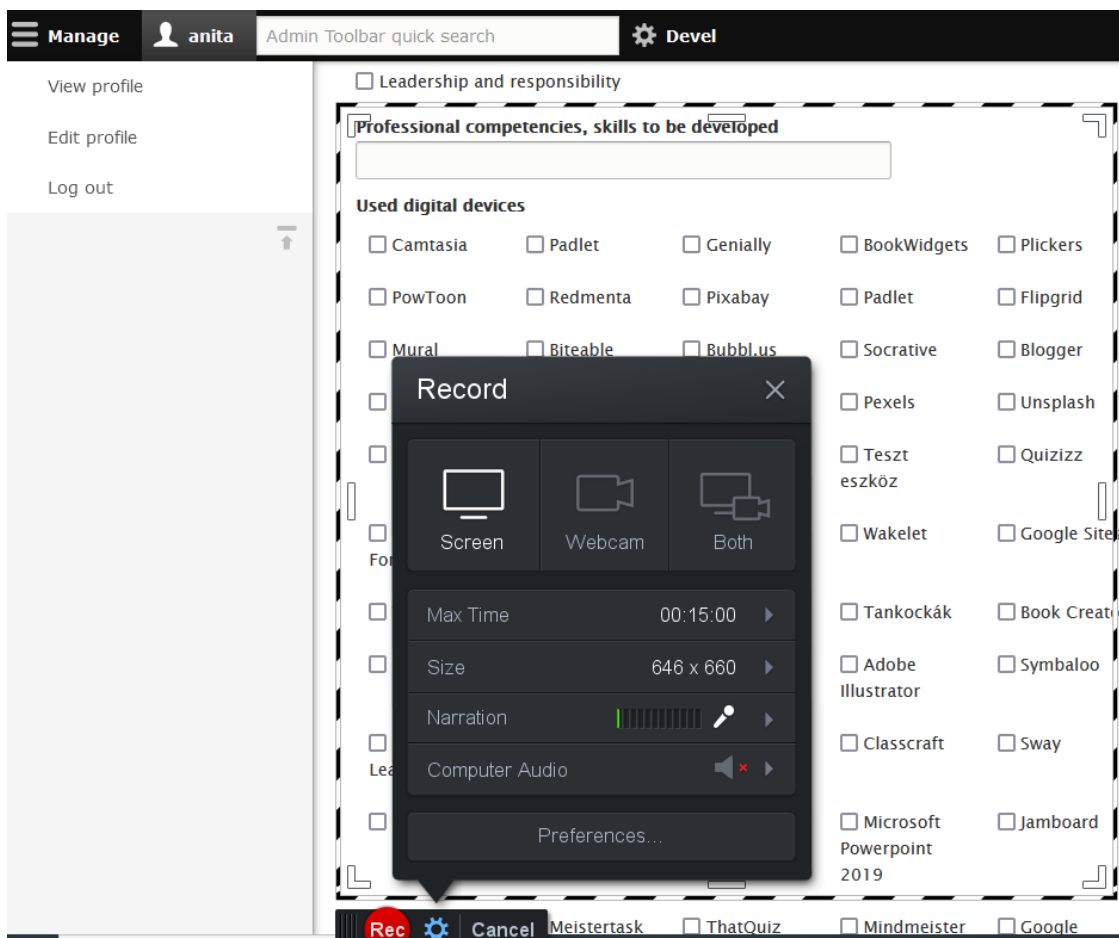 Manage anita Admin Toolbar quick search Devel
View profile
Edit profile
Log out
Leadership and responsibility
Professional competencies, skills to be developed
Used digital devices
Camtasia Padlet Genially BookWidgets Plickers
PowToon Redmenta Pixabay Padlet Flipgrid
Mural Biteable Bubbl.us Socrative Blogger
Pexels Unsplash
Teszt Quizizz
eszköz
Wakelet Google Sites
For
Tankockák Book Creato
Adobe Symbaloo
Illustrator
Classcraft Sway
Lea
Microsoft Jamboard
Powerpoint
2019
Meistertask ThatQuiz Mindmeister Google
Record
Screen Webcam Both
Max Time 00:15:00
Size 646 x 660
Narration
Computer Audio
Preferences...
Rec Cancel